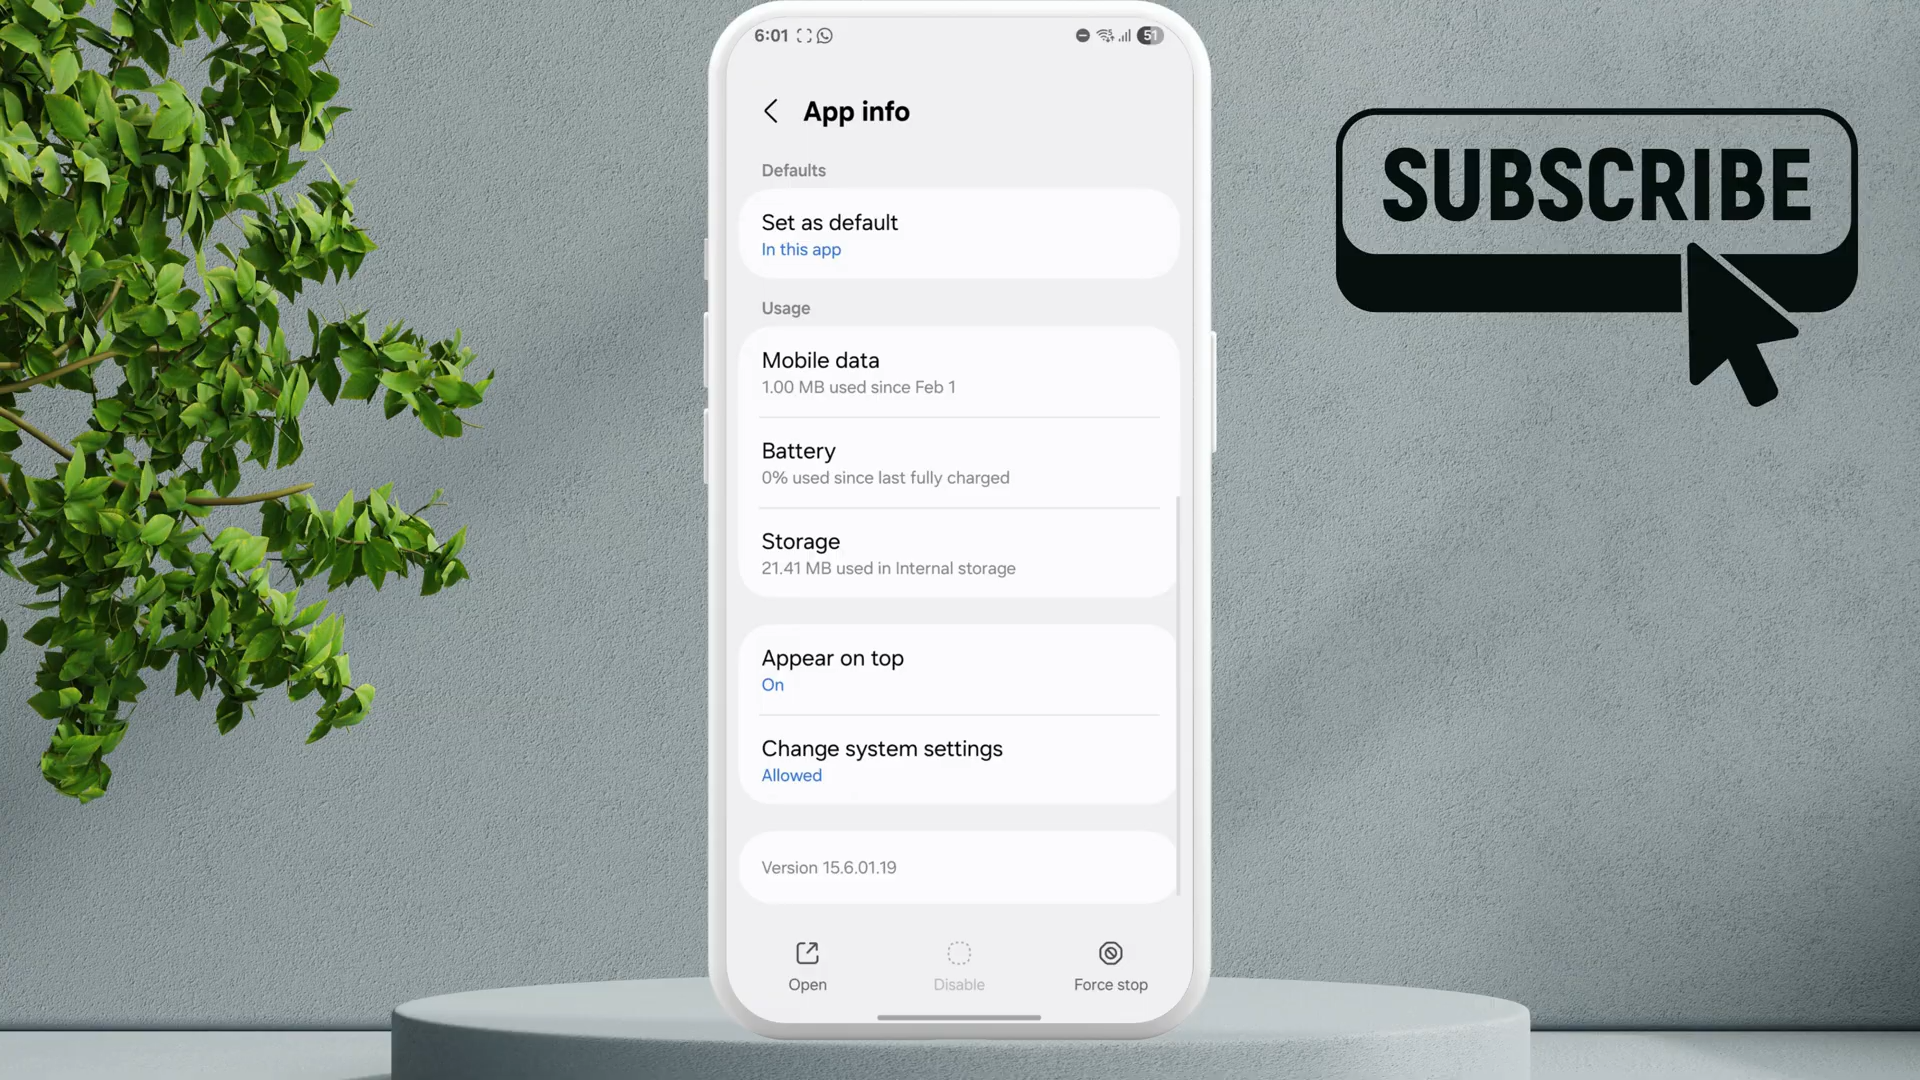 6:01
51
App info
Defaults
Set as default
In this app
Usage
Mobile data
1.00 MB used since Feb 1
Battery
0% used since last fully charged
Storage
21.41 MB used in Internal storage
Appear on top
On
Change system settings
Allowed
Version 15.6.01.19
Open
Disable
Force stop
SUBSCRIBE